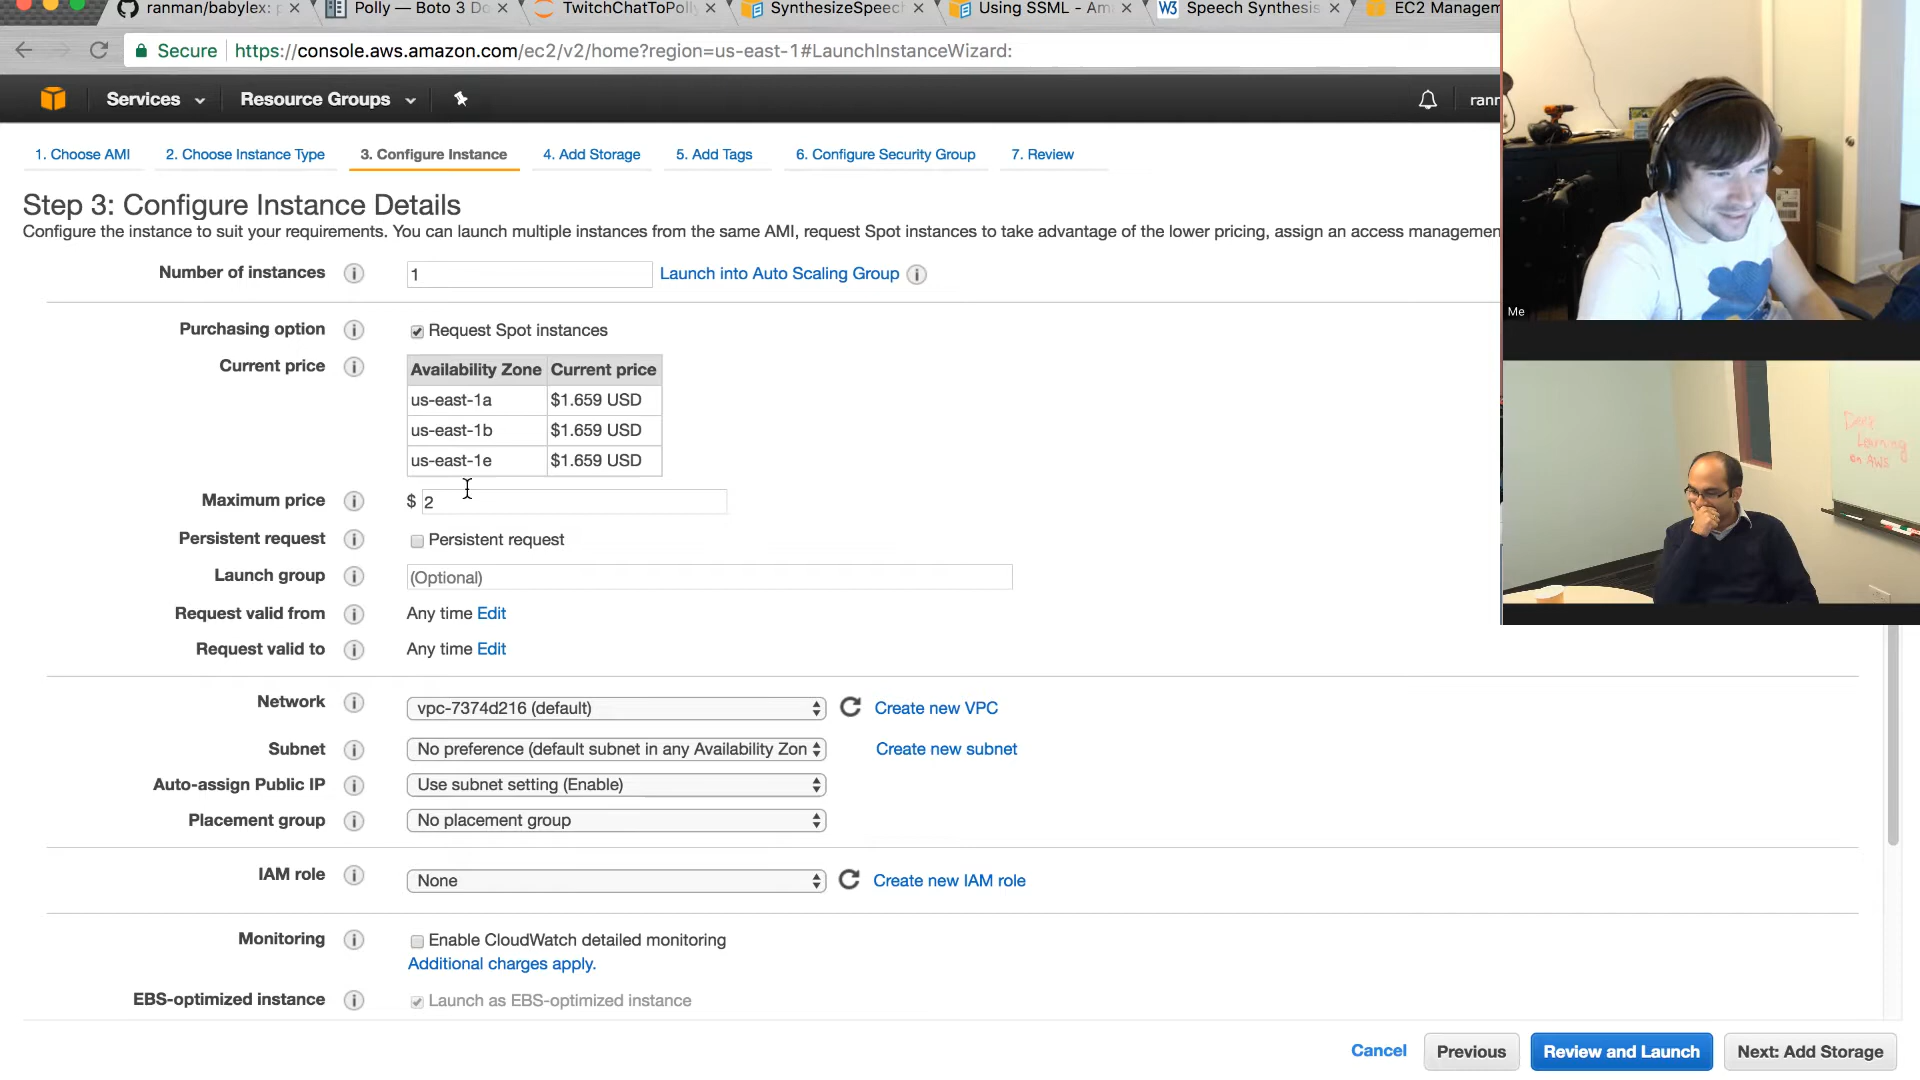 ranman/babylex: p
Polly — Boto 3 Do
TwitchChatToPolly
SynthesizeSpeech
Using SSML - Ama
W3 Speech Synthesis
EC2 Managem
Secure https://console.aws.amazon.com/ec2/v2/home?region=us-east-1#LaunchInstanceWizard:
Services Resource Groups
1. Choose AMI 2. Choose Instance Type 3. Configure Instance 4. Add Storage 5. Add Tags 6. Configure Security Group 7. Review
Step 3: Configure Instance Details
Configure the instance to suit your requirements. You can launch multiple instances from the same AMI, request Spot instances to take advantage of the lower pricing, assign an access managemen
Number of instances 1 Launch into Auto Scaling Group
Purchasing option Request Spot instances
Current price Availability Zone Current price
us-east-1a $1.659 USD
us-east-1b $1.659 USD
us-east-1e $1.659 USD
Maximum price $ 2
Persistent request Persistent request
Launch group (Optional)
Request valid from Any time Edit
Request valid to Any time Edit
Network vpc-7374d216 (default) Create new VPC
Subnet No preference (default subnet in any Availability Zon Create new subnet
Auto-assign Public IP Use subnet setting (Enable)
Placement group No placement group
IAM role None Create new IAM role
Monitoring Enable CloudWatch detailed monitoring
Additional charges apply.
EBS-optimized instance Launch as EBS-optimized instance
Cancel Previous Review and Launch Next: Add Storage
Me
Deep
Learning
on AWS